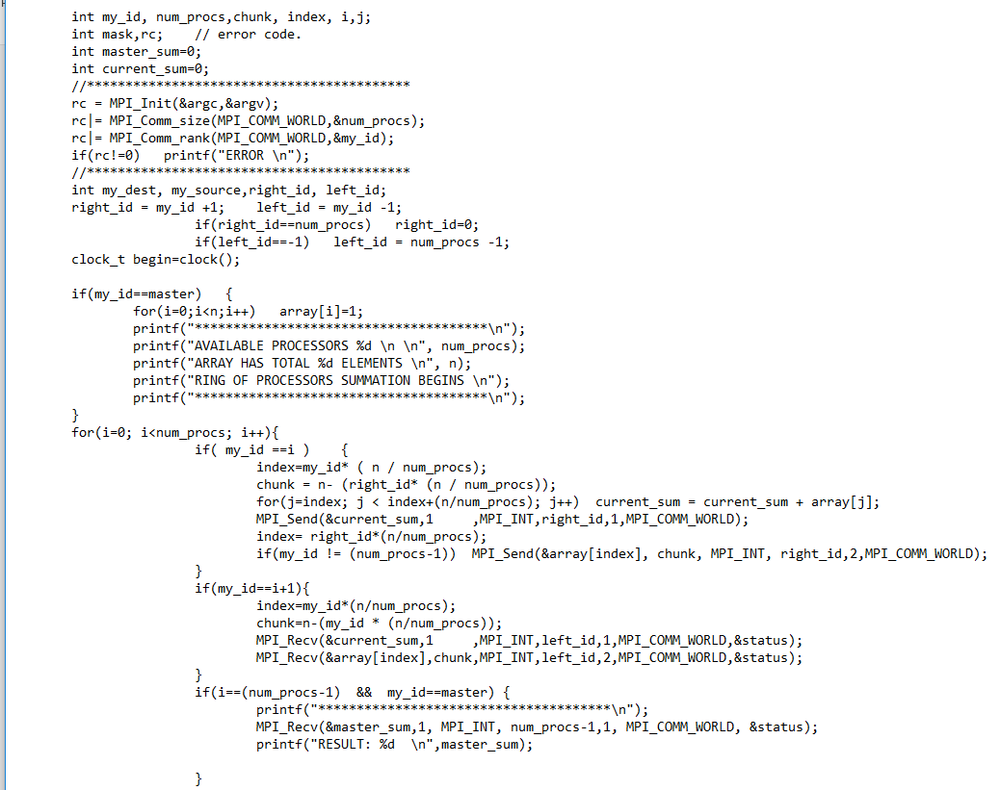 int my_id, num_procs,chunk, index, i,j;
int mask,rc;    // error code.
int master_sum=0;
int current_sum=0;
//******************************************
rc = MPI_Init(&argc,&argv);
rc|= MPI_Comm_size(MPI_COMM_WORLD,&num_procs);
rc|= MPI_Comm_rank(MPI_COMM_WORLD,&my_id);
if(rc!=0)   printf("ERROR \n");
//******************************************
int my_dest, my_source,right_id, left_id;
right_id = my_id +1;    left_id = my_id -1;
                if(right_id==num_procs)   right_id=0;
                if(left_id==-1)   left_id = num_procs -1;
clock_t begin=clock();

if(my_id==master)   {
        for(i=0;i<n;i++)   array[i]=1;
        printf("**************************************\n");
        printf("AVAILABLE PROCESSORS %d \n \n", num_procs);
        printf("ARRAY HAS TOTAL %d ELEMENTS \n", n);
        printf("RING OF PROCESSORS SUMMATION BEGINS \n");
        printf("**************************************\n");
}
for(i=0; i<num_procs; i++){
                if( my_id ==i )    {
                        index=my_id* ( n / num_procs);
                        chunk = n- (right_id* (n / num_procs));
                        for(j=index; j < index+(n/num_procs); j++)  current_sum = current_sum + array[j];
                        MPI_Send(&current_sum,1     ,MPI_INT,right_id,1,MPI_COMM_WORLD);
                        index= right_id*(n/num_procs);
                        if(my_id != (num_procs-1))  MPI_Send(&array[index], chunk, MPI_INT, right_id,2,MPI_COMM_WORLD);
                }
                if(my_id==i+1){
                        index=my_id*(n/num_procs);
                        chunk=n-(my_id * (n/num_procs));
                        MPI_Recv(&current_sum,1     ,MPI_INT,left_id,1,MPI_COMM_WORLD,&status);
                        MPI_Recv(&array[index],chunk,MPI_INT,left_id,2,MPI_COMM_WORLD,&status);
                }
                if(i==(num_procs-1)  &&  my_id==master) {
                        printf("**************************************\n");
                        MPI_Recv(&master_sum,1, MPI_INT, num_procs-1,1, MPI_COMM_WORLD, &status);
                        printf("RESULT: %d  \n",master_sum);

                }